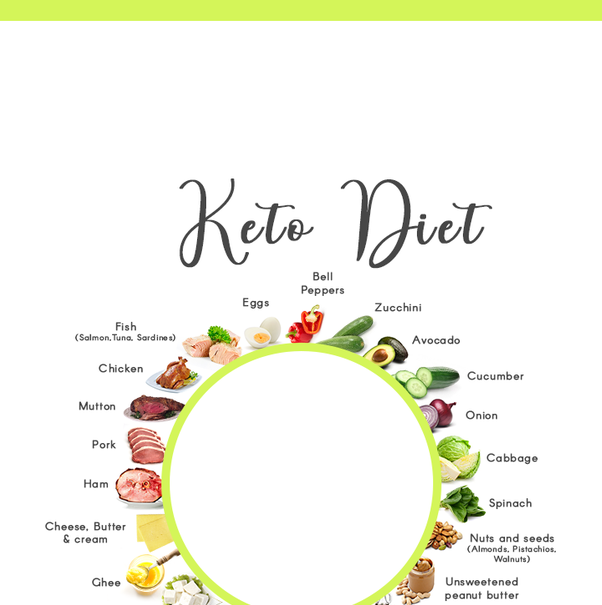 Keto Diet
Bell
Peppers
Eggs
Zucchini
Fish
(Salmon,Tuna, Sardines)
Avocado
Chicken
Cucumber
Mutton
Onion
Pork
Cabbage
Ham
Spinach
Cheese, Butter
& cream
Nuts and seeds
(Almonds, Pistachios,
Walnuts)
Ghee
Unsweetened
peanut butter